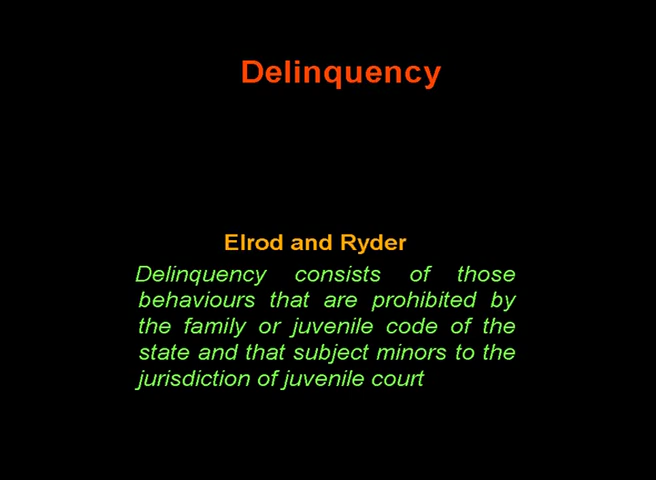 Delinquency
Elrod and Ryder
Delinquency consists of those
behaviours that are prohibited by
the family or juvenile code of the
state and that subject minors to the
jurisdiction of juvenile court